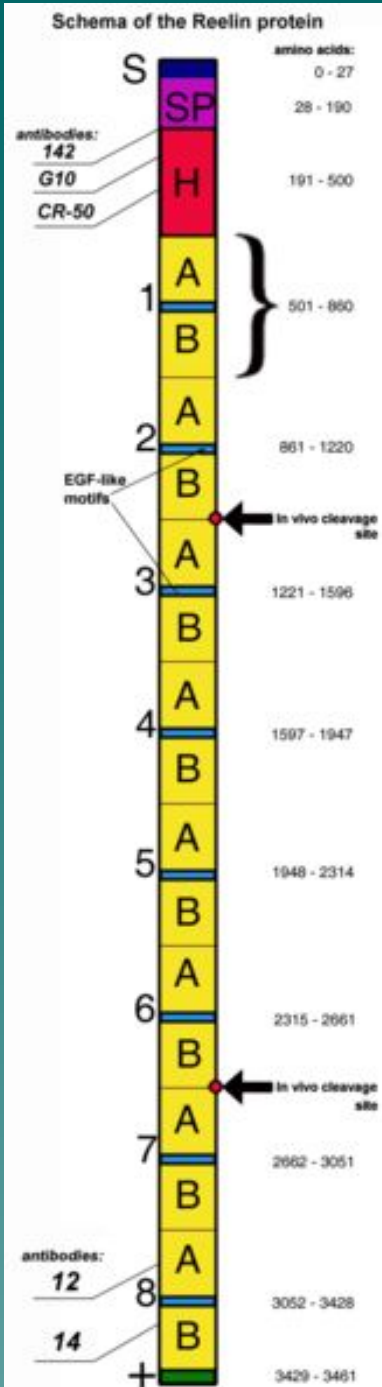 Schema of the Reelin protein
amino acids:
S
0 - 27
SP
28 - 190
antibodies:
142
G10
H
191 - 500
CR-50
A
1
501 - 860
B
A
2
861 - 1220
EGF-like
motifs
B
In vivo cleavage
site
A
3
1221 - 1596
B
A
4
1597 - 1947
B
A
5
1948 - 2314
B
A
6
2315 - 2661
B
In vivo cleavage
site
A
7
2662 - 3051
B
antibodies:
12
A
8
3052 - 3428
14
B
+
3429 - 3461